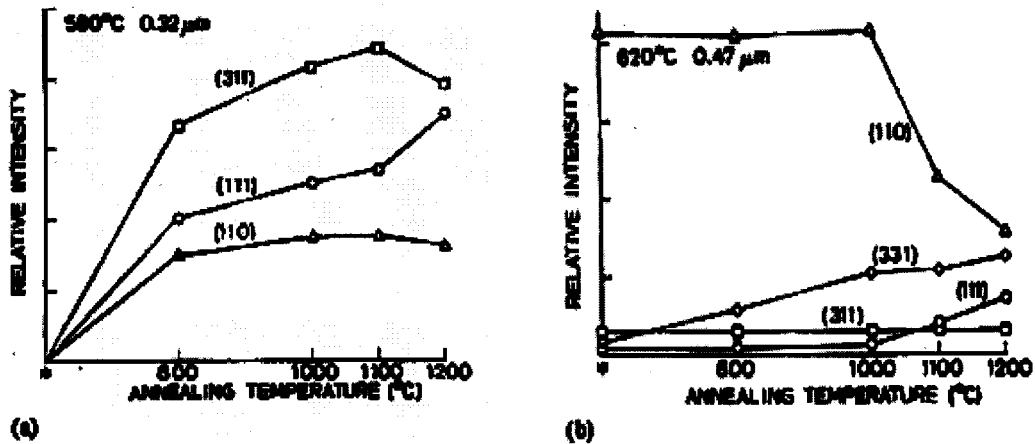 580°C 0.32 μm
(311)
(111)
(110)
RELATIVE INTENSITY
* 800 1000 1100 1200
ANNEALING TEMPERATURE (°C)
(a)
620°C 0.47 μm
(110)
(331)
(111)
(311)
RELATIVE INTENSITY
* 800 1000 1100 1200
ANNEALING TEMPERATURE (°C)
(b)